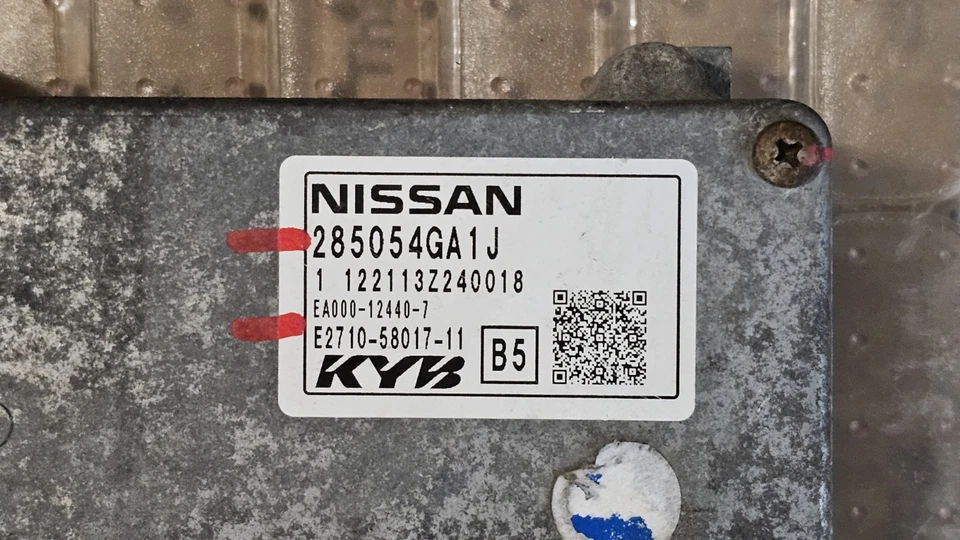 NISSAN
285054GA1J
1 122113Z240018
EA000-12440-7
E2710-58017-11
KYB
B5